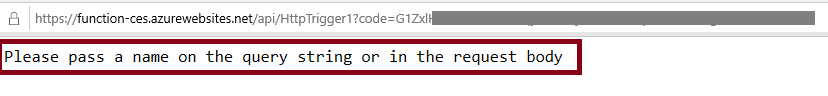 https://function-ces.azurewebsites.net/api/HttpTrigger1?code=G1Zxl
Please pass a name on the query string or in the request body